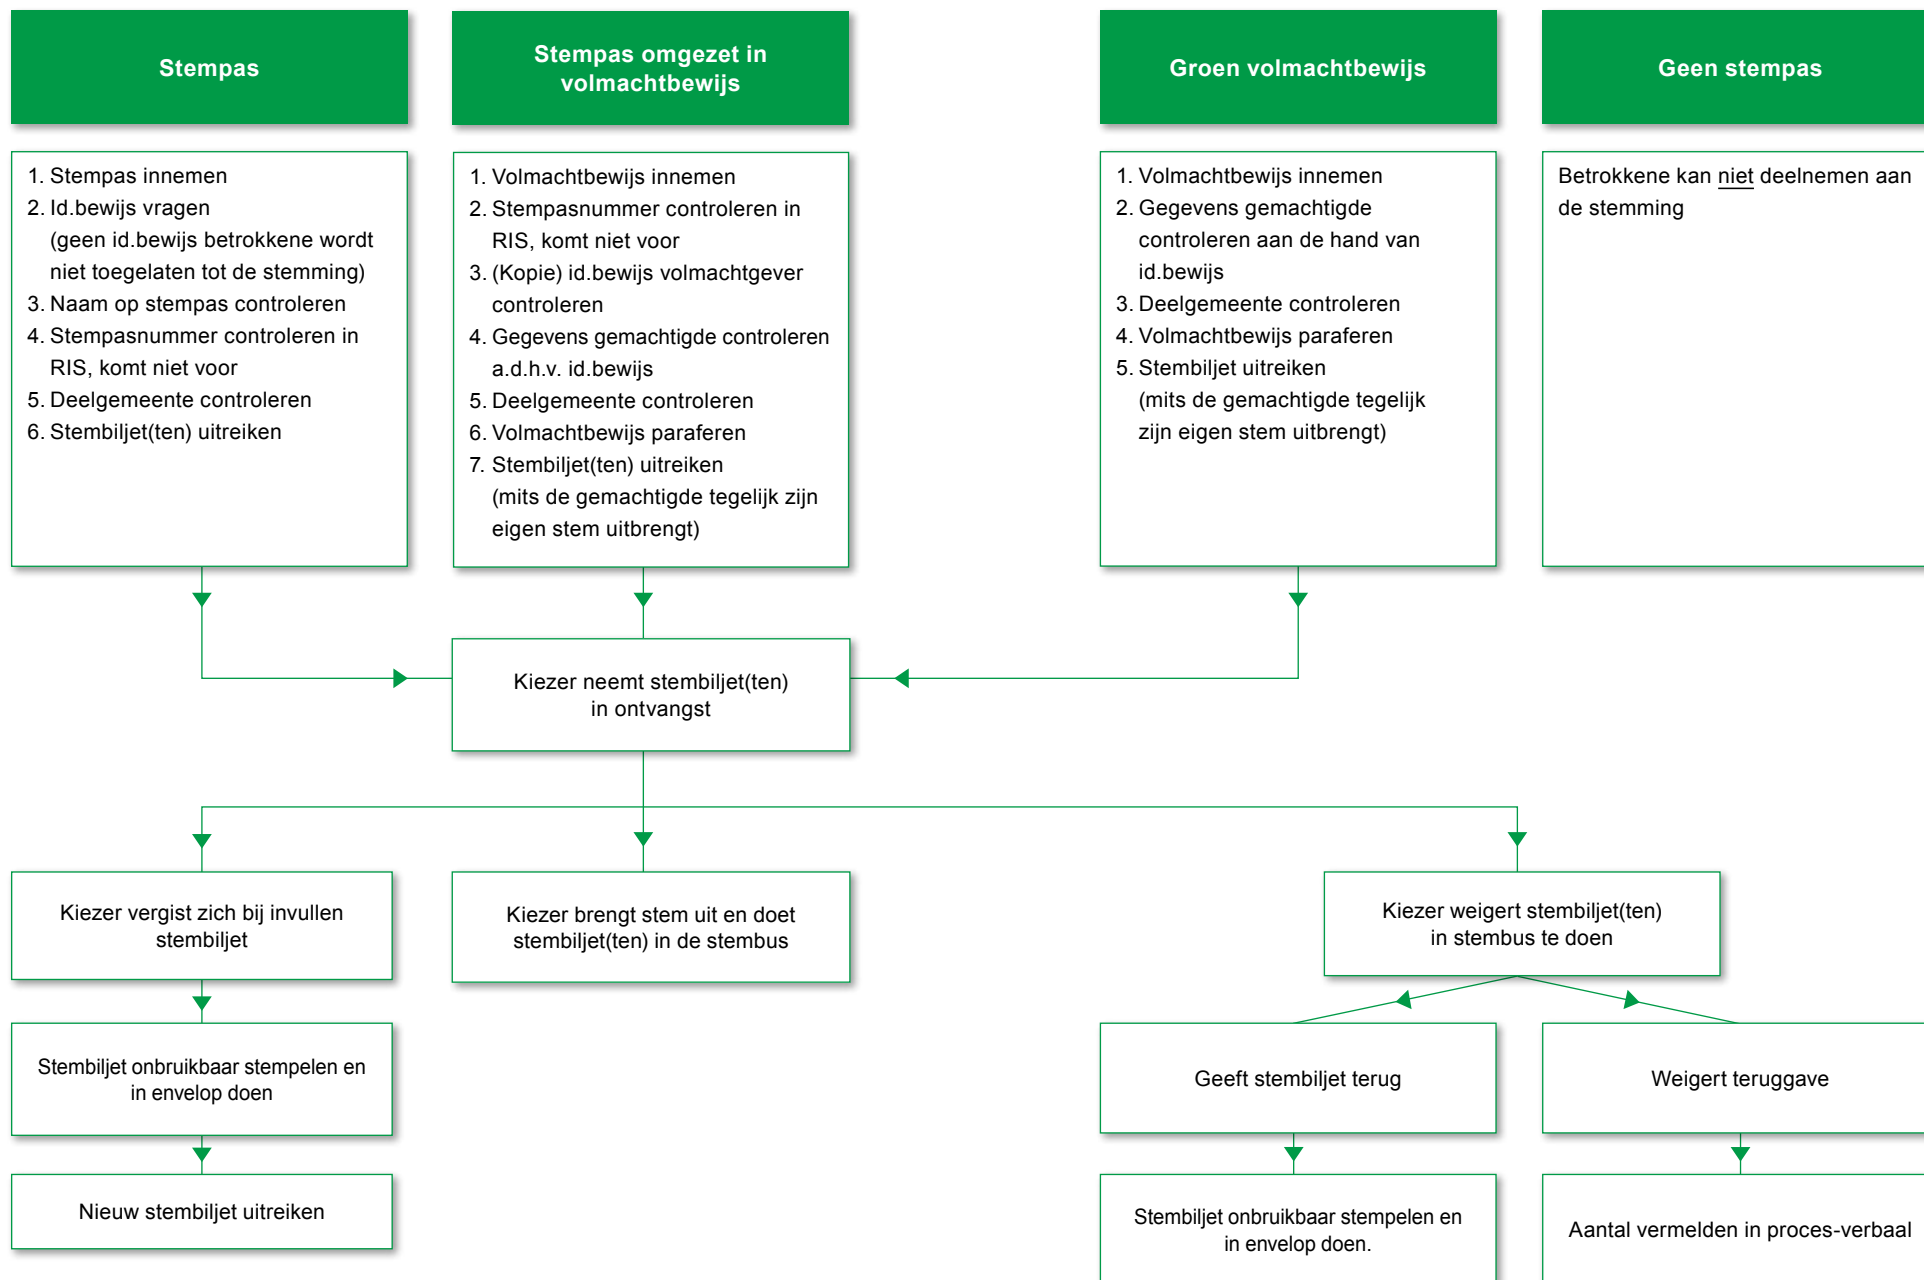 Stempas
Stempas omgezet in
volmachtbewijs
Groen volmachtbewijs
Geen stempas
1. Stempas innemen
2. Id.bewijs vragen
(geen id.bewijs betrokkene wordt
niet toegelaten tot de stemming)
3. Naam op stempas controleren
4. Stempasnummer controleren in
RIS, komt niet voor
5. Deelgemeente controleren
6. Stembiljet(ten) uitreiken
1. Volmachtbewijs innemen
2. Stempasnummer controleren in
RIS, komt niet voor
3. (Kopie) id.bewijs volmachtgever
controleren
4. Gegevens gemachtigde controleren
a.d.h.v. id.bewijs
5. Deelgemeente controleren
6. Volmachtbewijs paraferen
7. Stembiljet(ten) uitreiken
(mits de gemachtigde tegelijk zijn
eigen stem uitbrengt)
1. Volmachtbewijs innemen
2. Gegevens gemachtigde
controleren aan de hand van
id.bewijs
3. Deelgemeente controleren
4. Volmachtbewijs paraferen
5. Stembiljet uitreiken
(mits de gemachtigde tegelijk
zijn eigen stem uitbrengt)
Betrokkene kan niet deelnemen aan
de stemming
Kiezer neemt stembiljet(ten)
in ontvangst
Kiezer vergist zich bij invullen
stembiljet
Kiezer brengt stem uit en doet
stembiljet(ten) in de stembus
Kiezer weigert stembiljet(ten)
in stembus te doen
Stembiljet onbruikbaar stempelen en
in envelop doen
Geeft stembiljet terug
Weigert teruggave
Nieuw stembiljet uitreiken
Stembiljet onbruikbaar stempelen en
in envelop doen.
Aantal vermelden in proces-verbaal